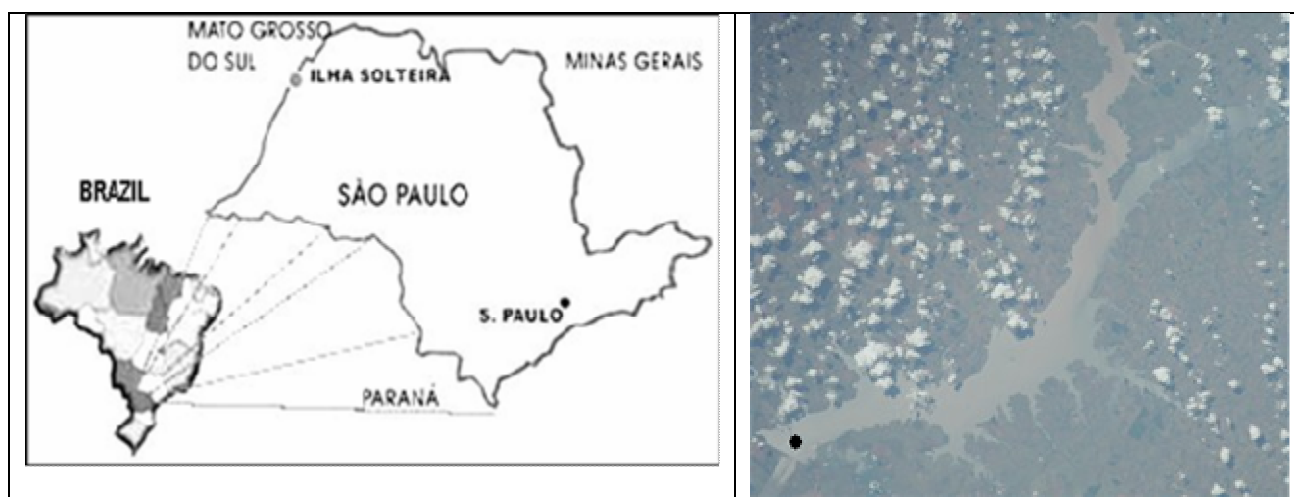 MATO GROSSO
DO SUL
MINAS GERAIS
ILHA SOLTEIRA
BRAZIL
SÃO PAULO
S. PAULO
PARANÁ